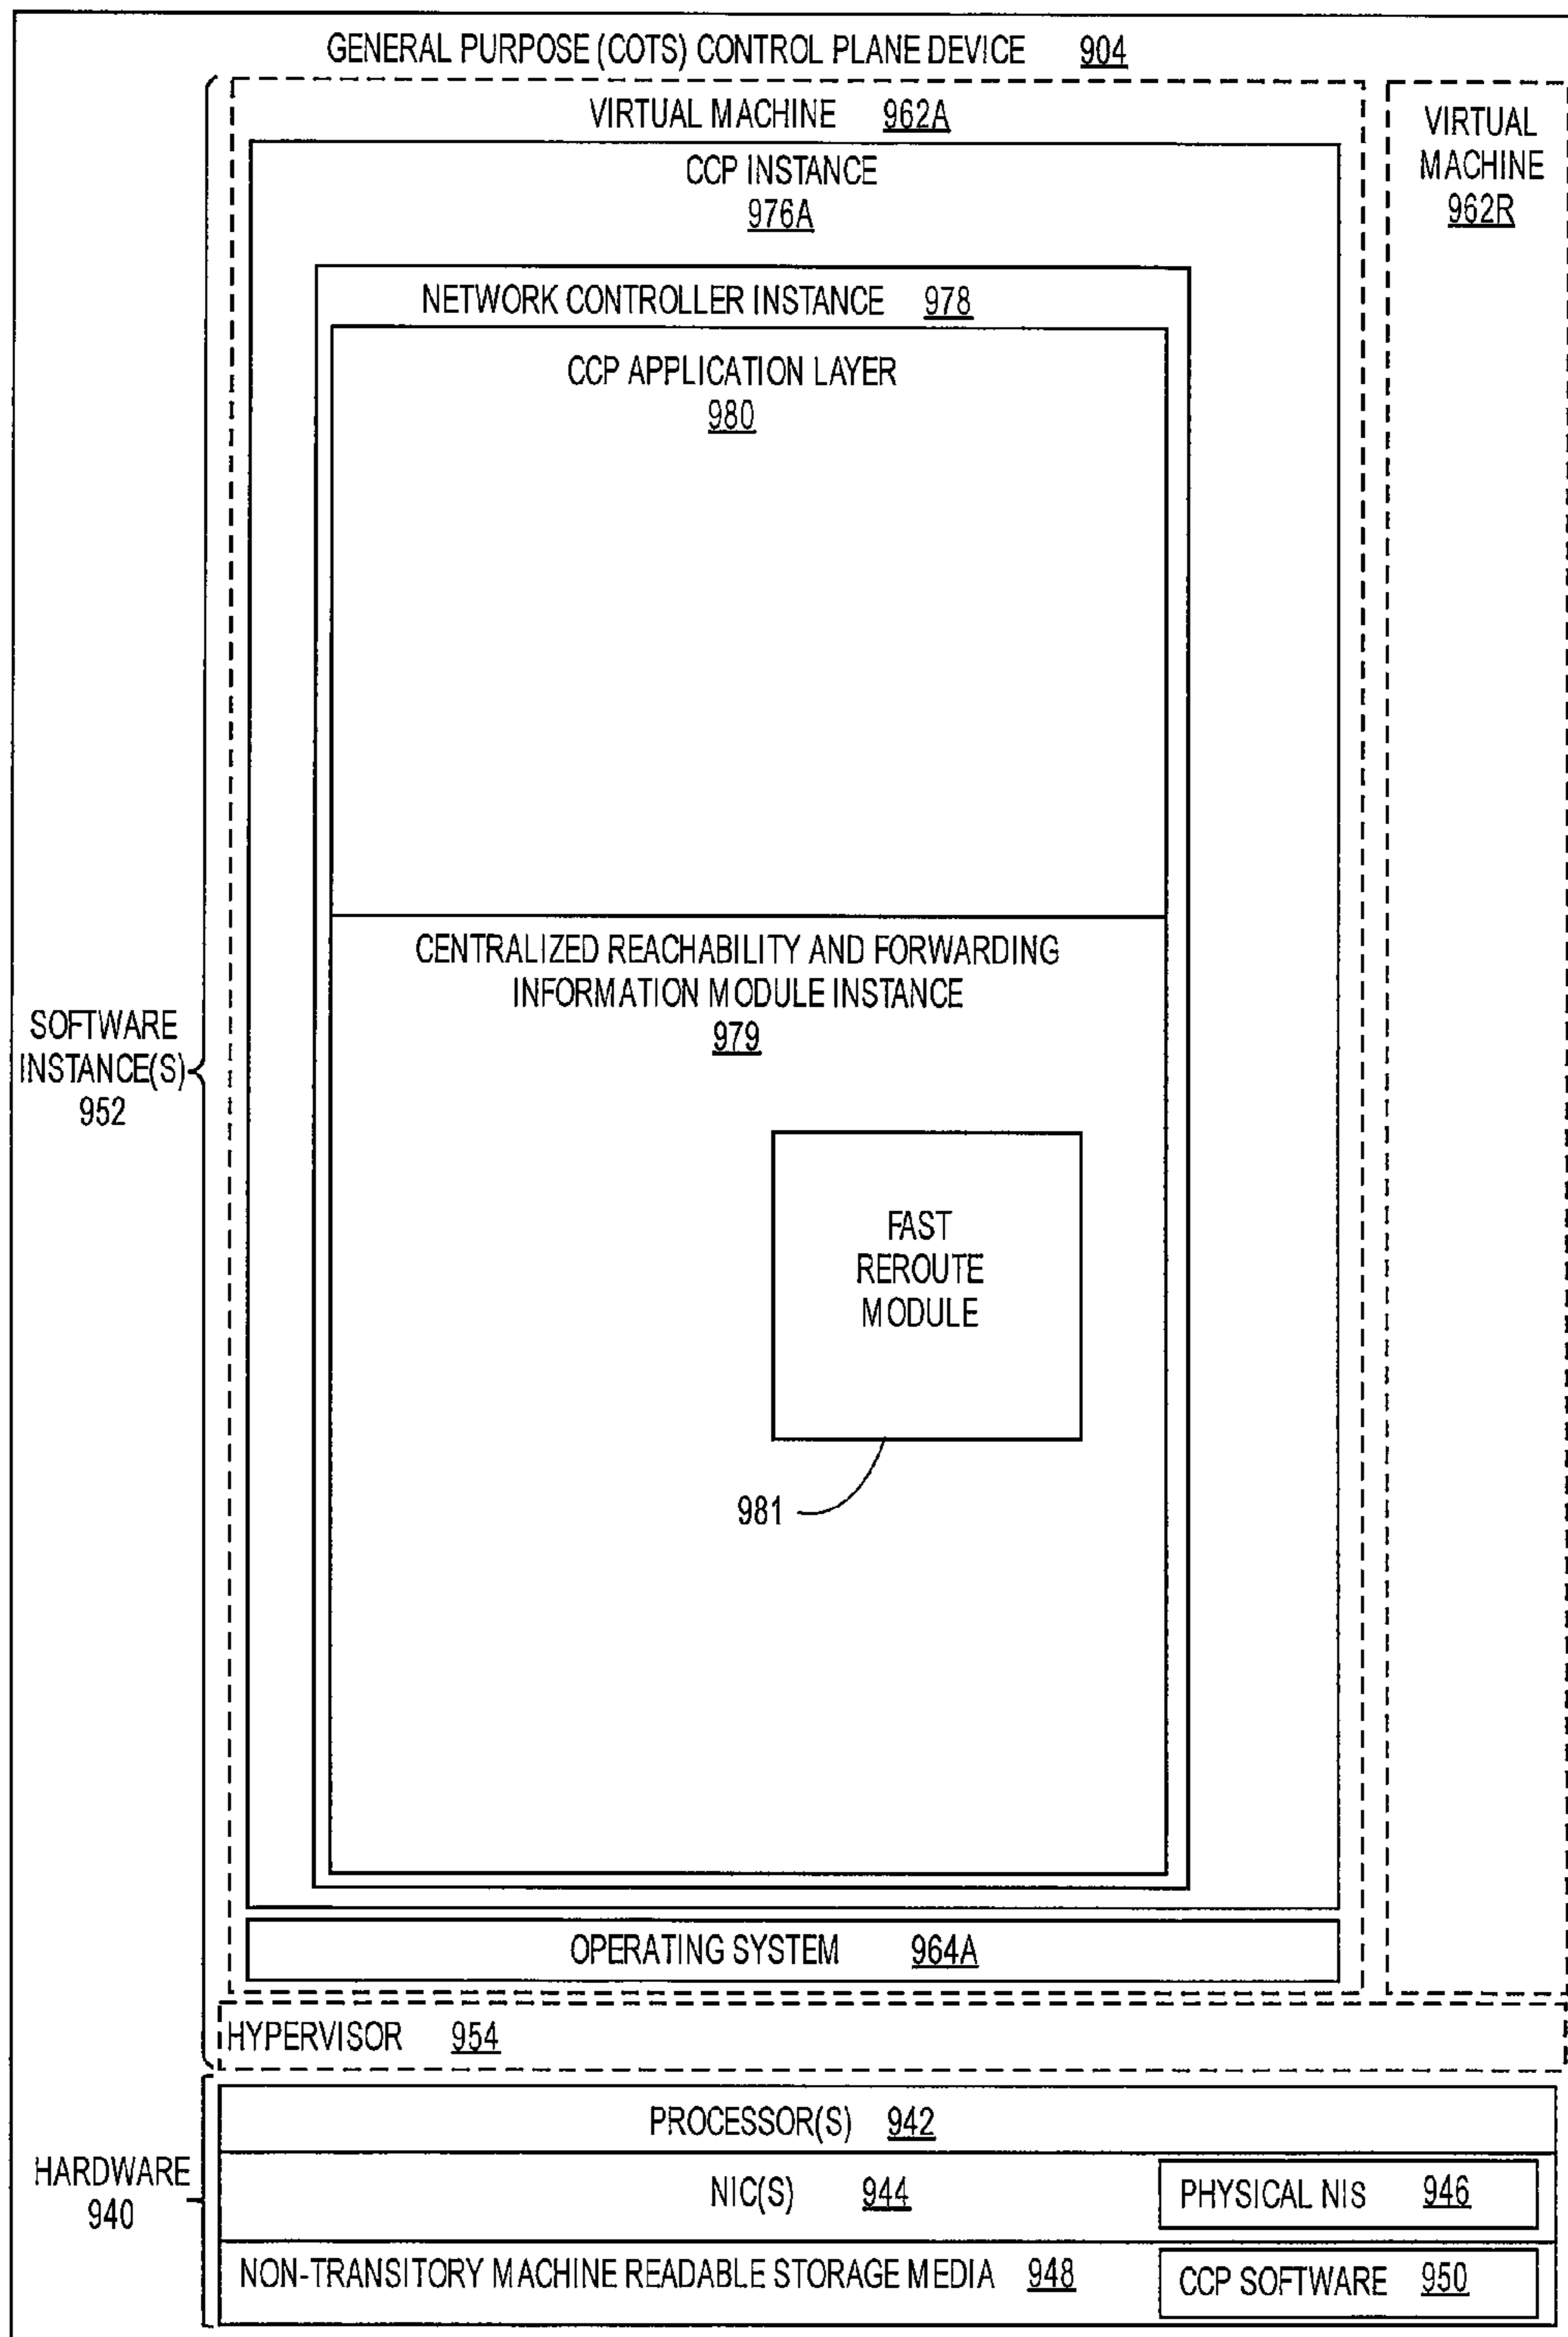 GENERAL PURPOSE (COTS) CONTROL PLANE DEVICE 904
VIRTUAL MACHINE 962A
VIRTUAL
MACHINE
962R
CCP INSTANCE
976A
NETWORK CONTROLLER INSTANCE 978
CCP APPLICATION LAYER
980
CENTRALIZED REACHABILITY AND FORWARDING
INFORMATION MODULE INSTANCE
979
SOFTWARE
INSTANCE(S)
952
FAST
REROUTE
MODULE
981
OPERATING SYSTEM 964A
HYPERVISOR 954
HARDWARE
940
PROCESSOR(S) 942
NIC(S) 944
PHYSICAL NIS 946
NON-TRANSITORY MACHINE READABLE STORAGE MEDIA 948
CCP SOFTWARE 950